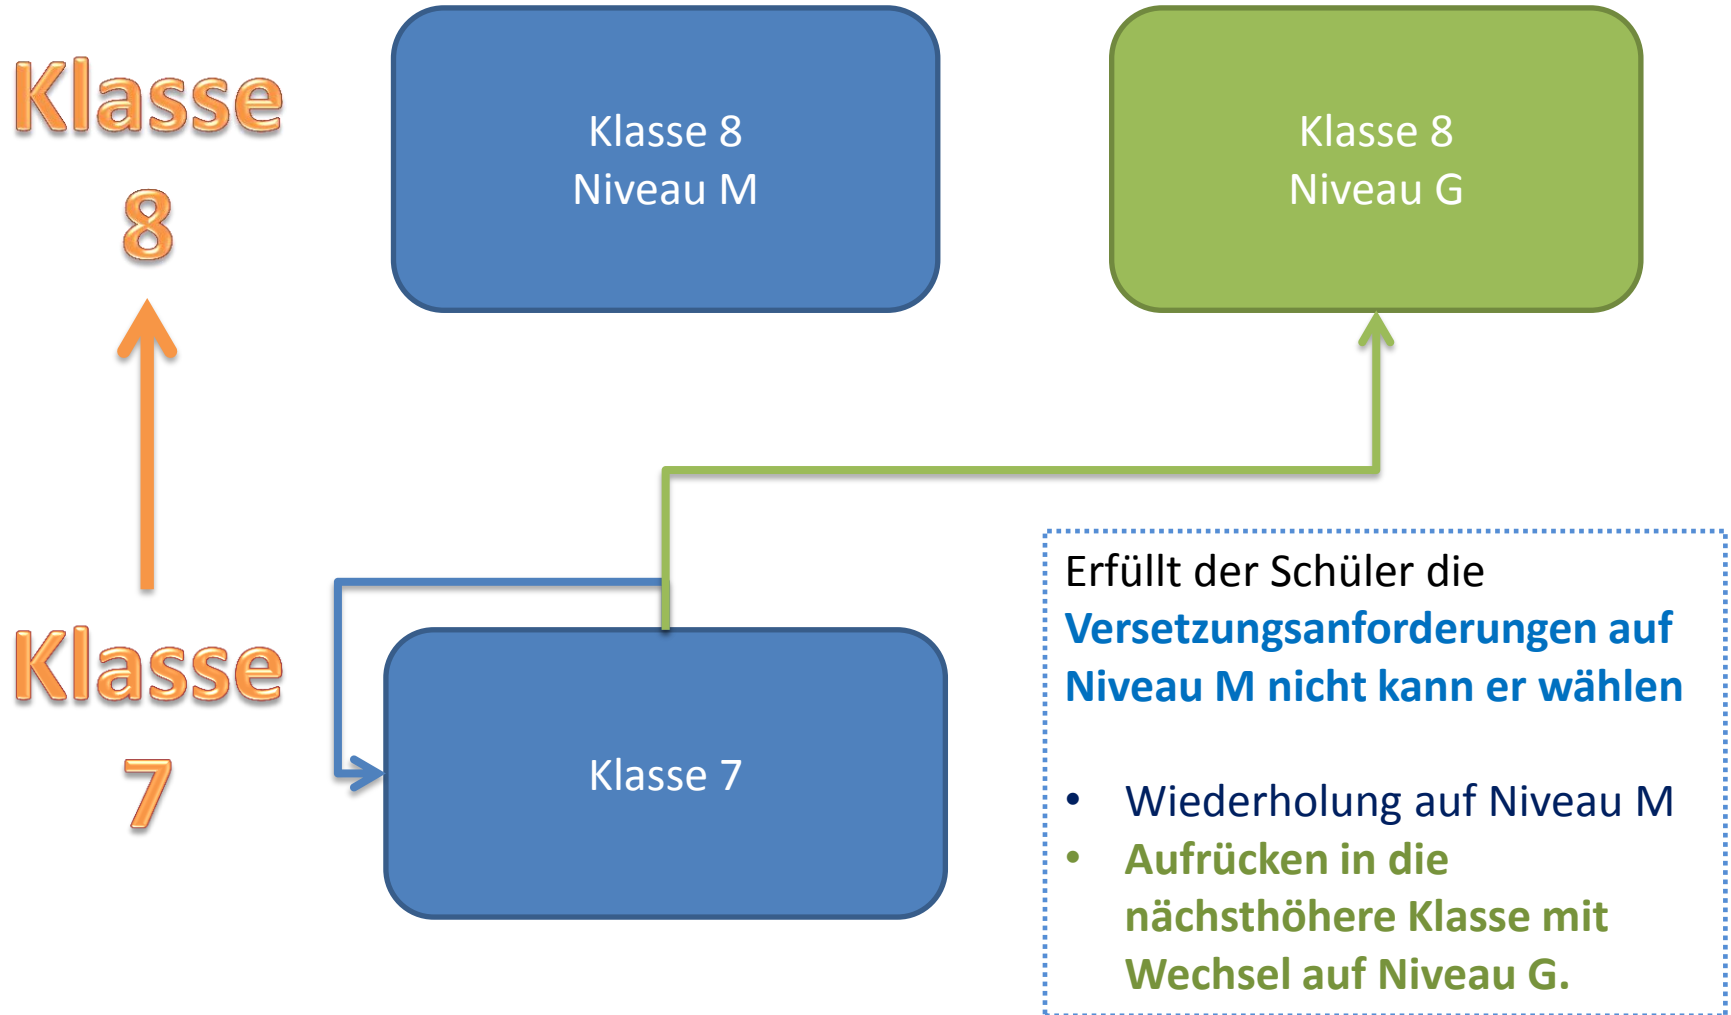 Klasse
8
Klasse 8
Niveau M
Klasse 8
Niveau G
Klasse
7
Klasse 7
Erfüllt der Schüler die
Versetzungsanforderungen auf
Niveau M nicht kann er wählen
• Wiederholung auf Niveau M
• Aufrücken in die
nächsthöhere Klasse mit
Wechsel auf Niveau G.